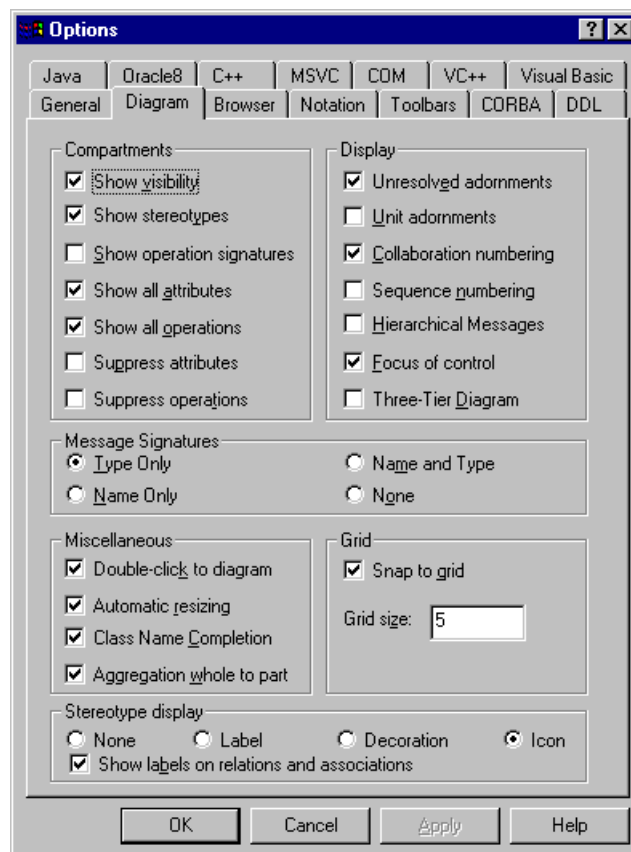 Options
Java Oracle8 C++ MSVC COM VC++ Visual Basic
General Diagram Browser Notation Toolbars CORBA DDL
Compartments
Show visibility
Show stereotypes
Show operation signatures
Show all attributes
Show all operations
Suppress attributes
Suppress operations
Display
Unresolved adornments
Unit adornments
Collaboration numbering
Sequence numbering
Hierarchical Messages
Focus of control
Three-Tier Diagram
Message Signatures
Type Only Name and Type
Name Only None
Miscellaneous
Double-click to diagram
Automatic resizing
Class Name Completion
Aggregation whole to part
Grid
Snap to grid
Grid size: 5
Stereotype display
None Label Decoration Icon
Show labels on relations and associations
OK Cancel Apply Help